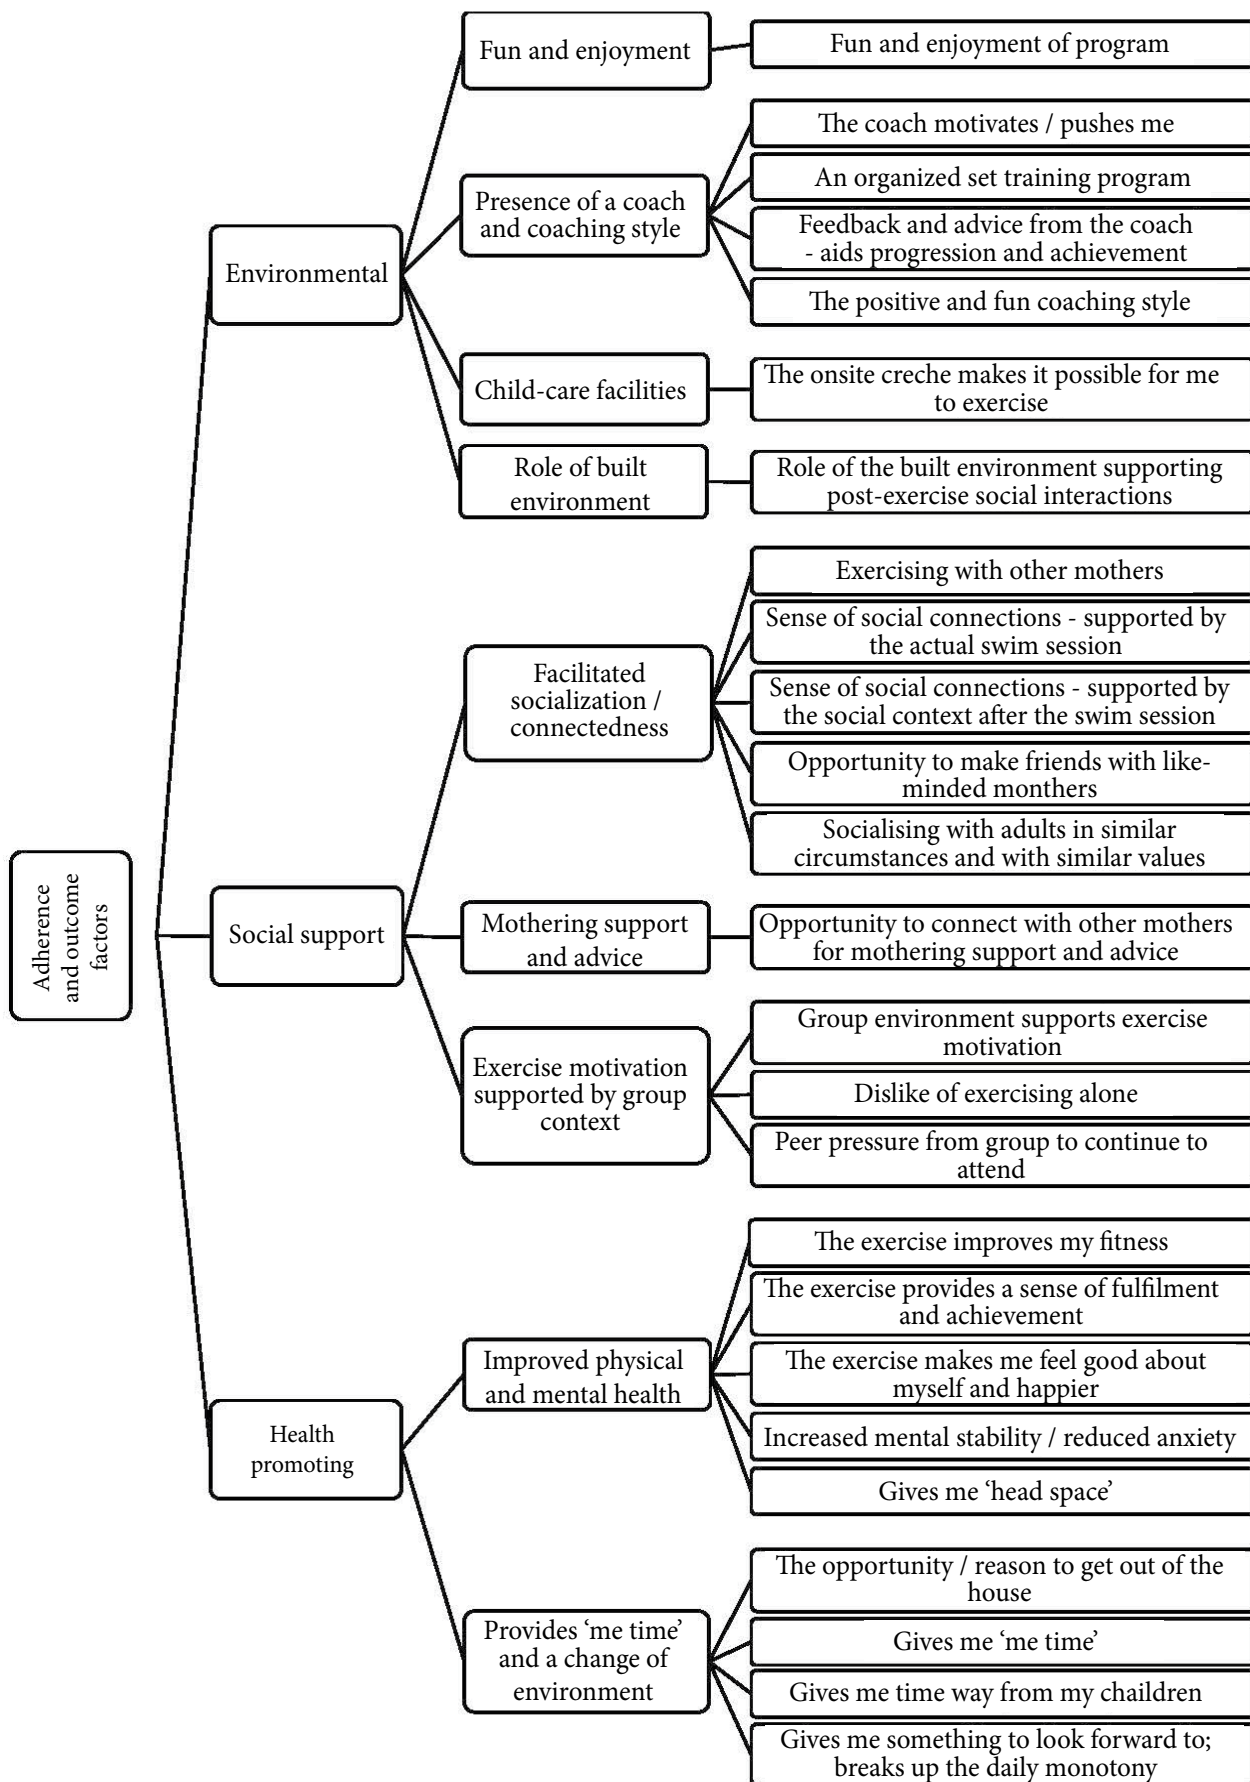 Adherence
and outcome
factors
Environmental
Fun and enjoyment
Fun and enjoyment of program
Presence of a coach
and coaching style
The coach motivates / pushes me
An organized set training program
Feedback and advice from the coach
- aids progression and achievement
The positive and fun coaching style
Child-care facilities
The onsite creche makes it possible for me
to exercise
Role of built
environment
Role of the built environment supporting
post-exercise social interactions
Social support
Facilitated
socialization /
connectedness
Exercising with other mothers
Sense of social connections - supported by
the actual swim session
Sense of social connections - supported by
the social context after the swim session
Opportunity to make friends with like-
minded monthers
Socialising with adults in similar
circumstances and with similar values
Mothering support
and advice
Opportunity to connect with other mothers
for mothering support and advice
Exercise motivation
supported by group
context
Group environment supports exercise
motivation
Dislike of exercising alone
Peer pressure from group to continue to
attend
Health
promoting
Improved physical
and mental health
The exercise improves my fitness
The exercise provides a sense of fulfilment
and achievement
The exercise makes me feel good about
myself and happier
Increased mental stability / reduced anxiety
Gives me ‘head space’
Provides ‘me time’
and a change of
environment
The opportunity / reason to get out of the
house
Gives me ‘me time’
Gives me time way from my chaildren
Gives me something to look forward to;
breaks up the daily monotony